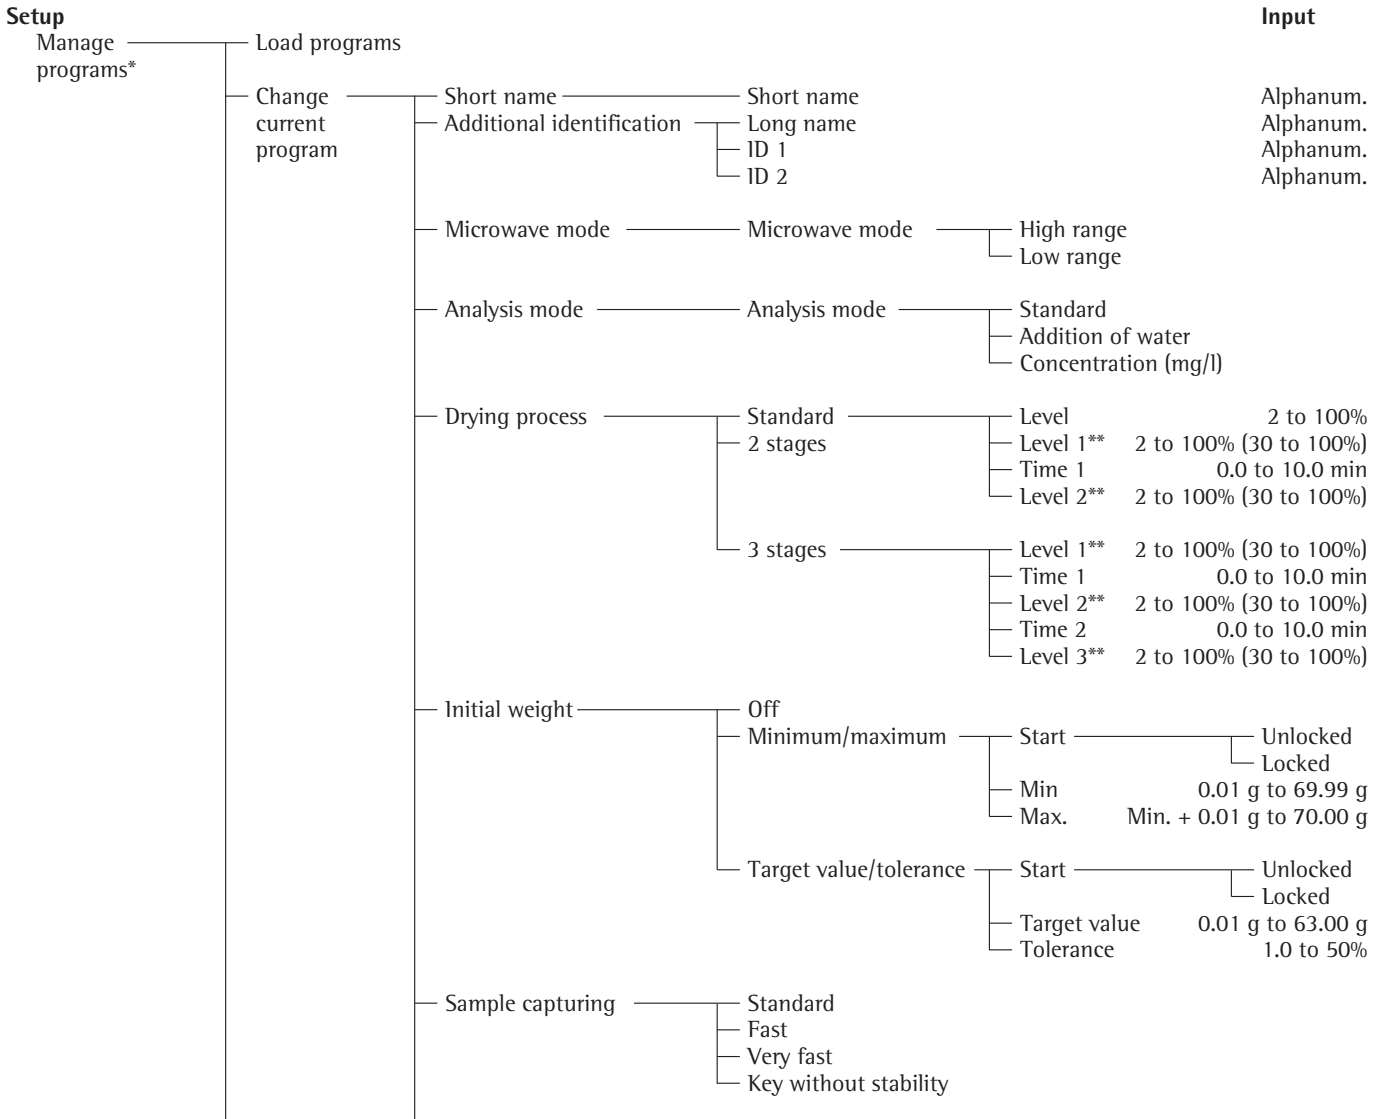 Setup Input
Manage programs* Load programs
Change current program Short name Short name Alphanum.
Additional identification Long name Alphanum.
ID 1 Alphanum.
ID 2 Alphanum.
Microwave mode Microwave mode High range
Low range
Analysis mode Analysis mode Standard
Addition of water
Concentration (mg/l)
Drying process Standard Level 2 to 100%
2 stages Level 1** 2 to 100% (30 to 100%)
Time 1 0.0 to 10.0 min
Level 2** 2 to 100% (30 to 100%)
3 stages Level 1** 2 to 100% (30 to 100%)
Time 1 0.0 to 10.0 min
Level 2** 2 to 100% (30 to 100%)
Time 2 0.0 to 10.0 min
Level 3** 2 to 100% (30 to 100%)
Initial weight Off
Minimum/maximum Start Unlocked
Locked
Min 0.01 g to 69.99 g
Max. Min. + 0.01 g to 70.00 g
Target value/tolerance Start Unlocked
Locked
Target value 0.01 g to 63.00 g
Tolerance 1.0 to 50%
Sample capturing Standard
Fast
Very fast
Key without stability